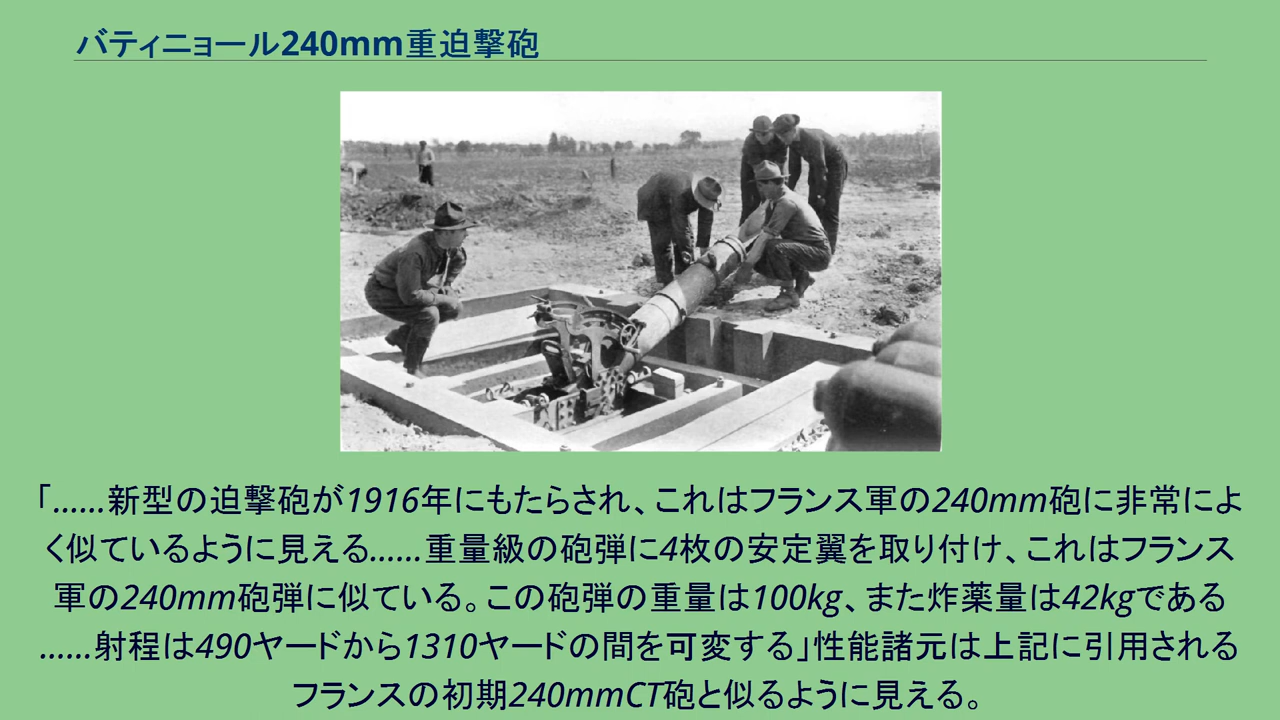 バティニョール240mm重迫撃砲
「……新型の迫撃砲が1916年にもたらされ、これはフランス軍の240mm砲に非常によ
く似ているように見える……重量級の砲弾に4枚の安定翼を取り付け、これはフランス
軍の240mm砲弾に似ている。この砲弾の重量は100kg、また炸薬量は42kgである
……射程は490ヤードから1310ヤードの間を可変する」性能諸元は上記に引用される
フランスの初期240mmCT砲と似るように見える。